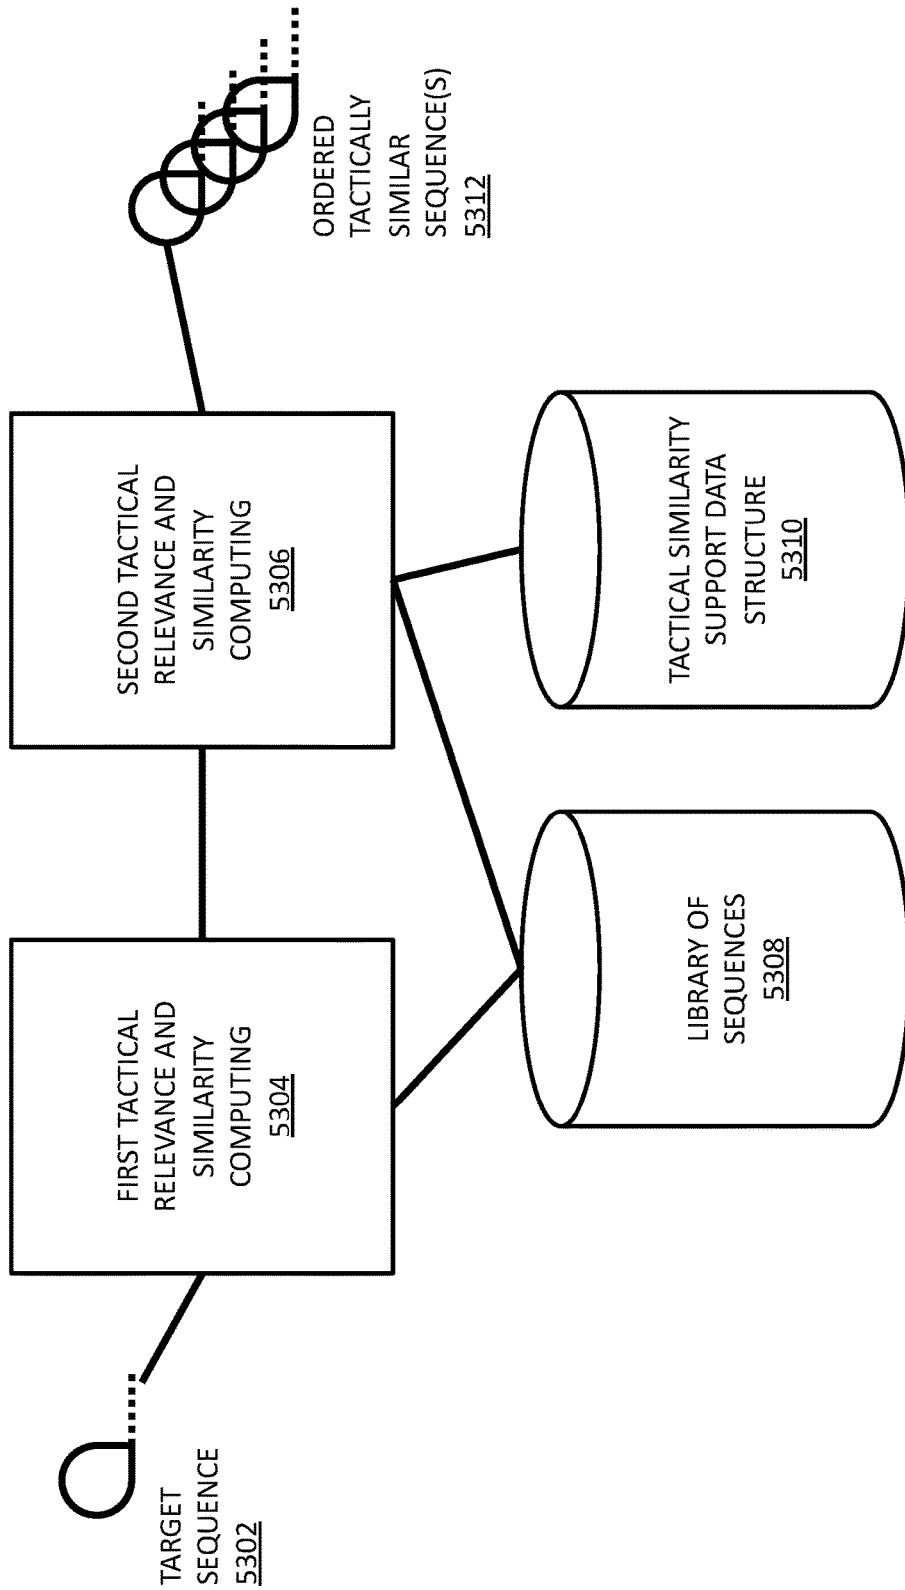 TARGET
SEQUENCE
5302
FIRST TACTICAL
RELEVANCE AND
SIMILARITY
COMPUTING
5304
SECOND TACTICAL
RELEVANCE AND
SIMILARITY
COMPUTING
5306
ORDERED
TACTICALLY
SIMILAR
SEQUENCE(S)
5312
LIBRARY OF
SEQUENCES
5308
TACTICAL SIMILARITY
SUPPORT DATA
STRUCTURE
5310